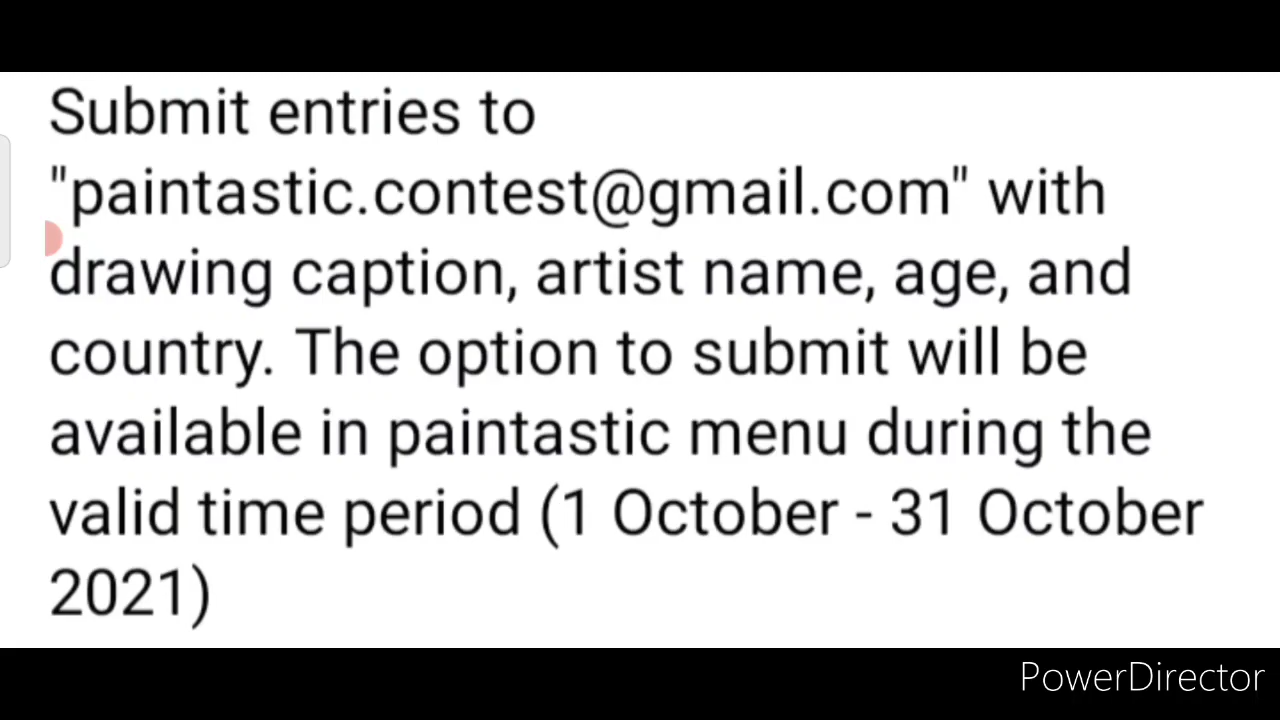 Submit entries to
"paintastic.contest@gmail.com" with
drawing caption, artist name, age, and
country. The option to submit will be
available in paintastic menu during the
valid time period (1 October - 31 October
2021)
PowerDirector